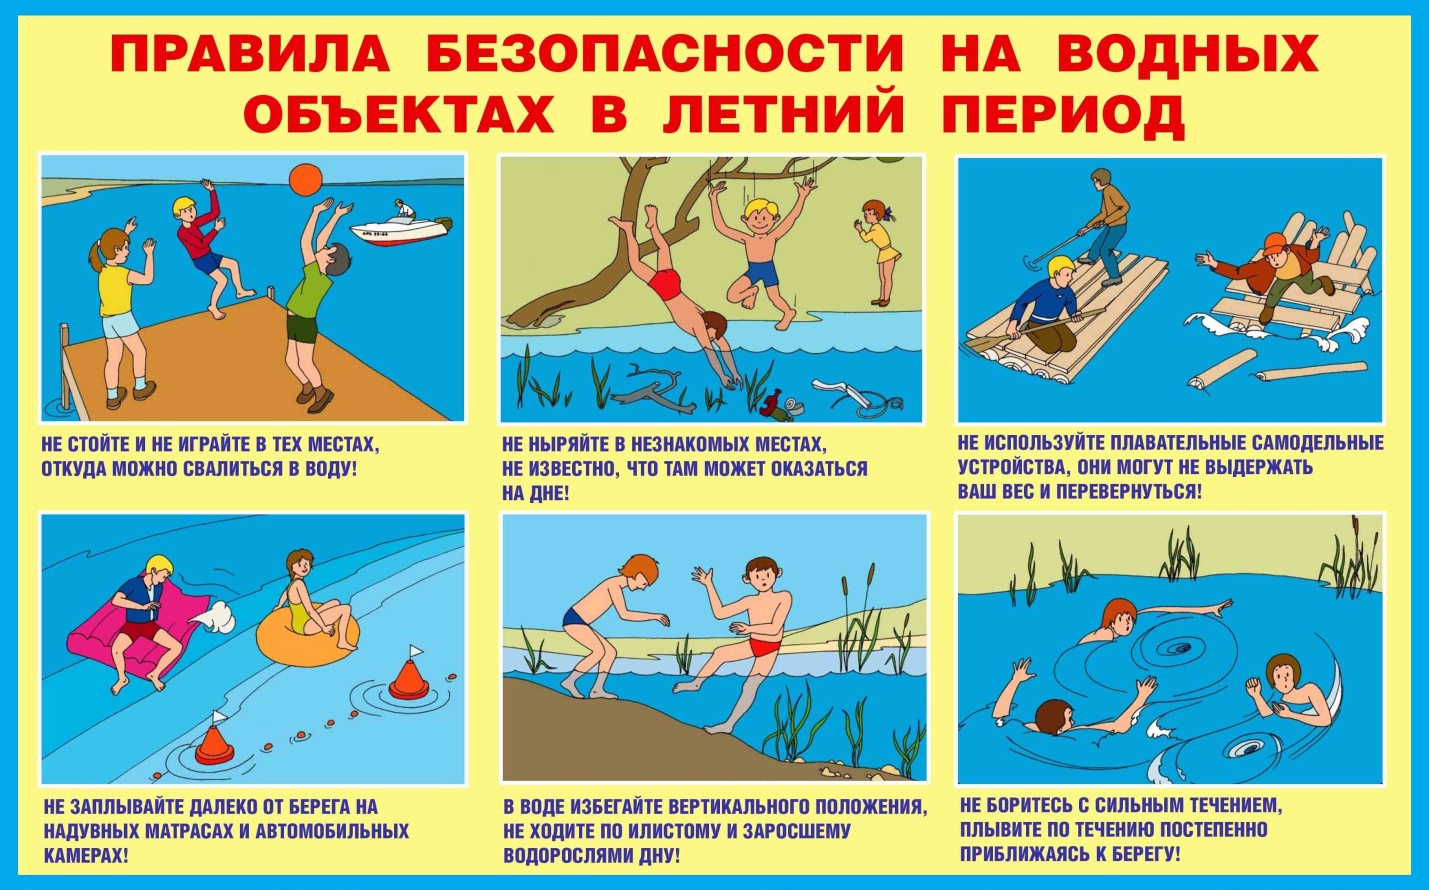 ПРАВИЛА БЕЗОПАСНОСТИ НА ВОДНЫХ
ОБЪЕКТАХ В ЛЕТНИЙ ПЕРИОД
НЕ СТОЙТЕ И НЕ ИГРАЙТЕ В ТЕХ МЕСТАХ,
ОТКУДА МОЖНО СВАЛИТЬСЯ В ВОДУ!
НЕ НЫРЯЙТЕ В НЕЗНАКОМЫХ МЕСТАХ,
НЕ ИЗВЕСТНО, ЧТО ТАМ МОЖЕТ ОКАЗАТЬСЯ
НА ДНЕ!
НЕ ИСПОЛЬЗУЙТЕ ПЛАВАТЕЛЬНЫЕ САМОДЕЛЬНЫЕ
УСТРОЙСТВА, ОНИ МОГУТ НЕ ВЫДЕРЖАТЬ
ВАШ ВЕС И ПЕРЕВЕРНУТЬСЯ!
НЕ ЗАПЛЫВАЙТЕ ДАЛЕКО ОТ БЕРЕГА НА
НАДУВНЫХ МАТРАСАХ И АВТОМОБИЛЬНЫХ
КАМЕРАХ!
В ВОДЕ ИЗБЕГАЙТЕ ВЕРТИКАЛЬНОГО ПОЛОЖЕНИЯ,
НЕ ХОДИТЕ ПО ИЛИСТОМУ И ЗАРОСШЕМУ
ВОДОРОСЛЯМИ ДНУ!
НЕ БОРИТЕСЬ С СИЛЬНЫМ ТЕЧЕНИЕМ,
ПЛЫВИТЕ ПО ТЕЧЕНИЮ ПОСТЕПЕННО
ПРИБЛИЖАЯСЬ К БЕРЕГУ!